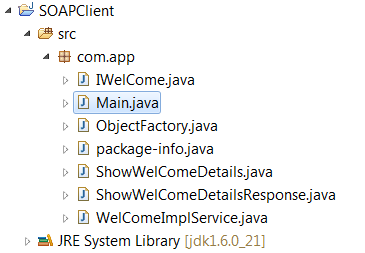 SOAPClient
src
com.app
IWelCome.java
Main.java
ObjectFactory.java
package-info.java
ShowWelComeDetails.java
ShowWelComeDetailsResponse.java
WelComeImplService.java
JRE System Library [jdk1.6.0_21]